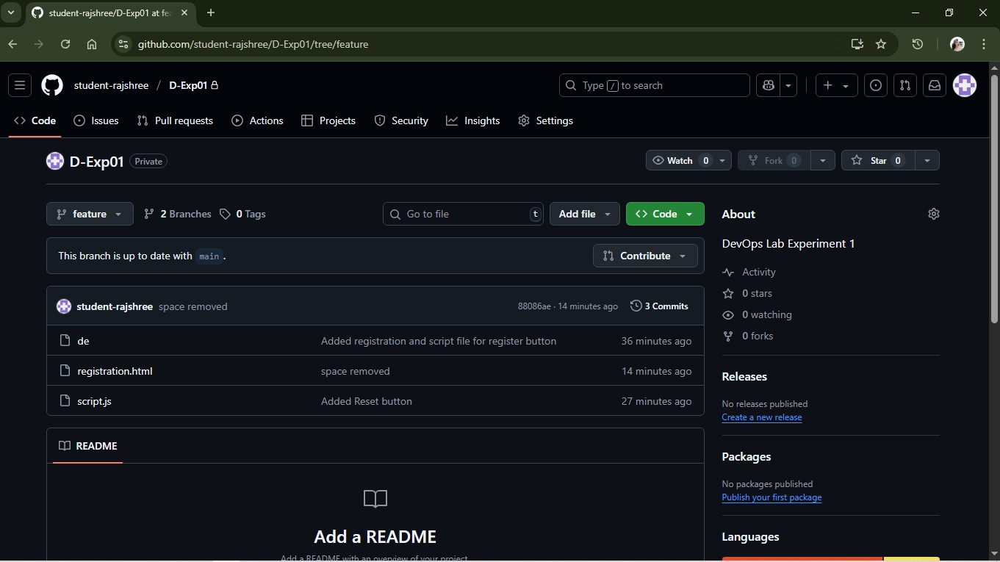 student-rajshree/D-Exp01 at fea
github.com/student-rajshree/D-Exp01/tree/feature
student-rajshree / D-Exp01
Type / to search
Code Issues Pull requests Actions Projects Security Insights Settings
D-Exp01 Private
Watch 0 Fork 0 Star 0
feature 2 Branches 0 Tags
Go to file t Add file Code
This branch is up to date with main .
Contribute
student-rajshree space removed 88086ae · 14 minutes ago 3 Commits
de Added registration and script file for register button 36 minutes ago
registration.html space removed 14 minutes ago
script.js Added Reset button 27 minutes ago
README
Add a README
Add a README with an overview of your project.
About
DevOps Lab Experiment 1
Activity
0 stars
0 watching
0 forks
Releases
No releases published
Create a new release
Packages
No packages published
Publish your first package
Languages